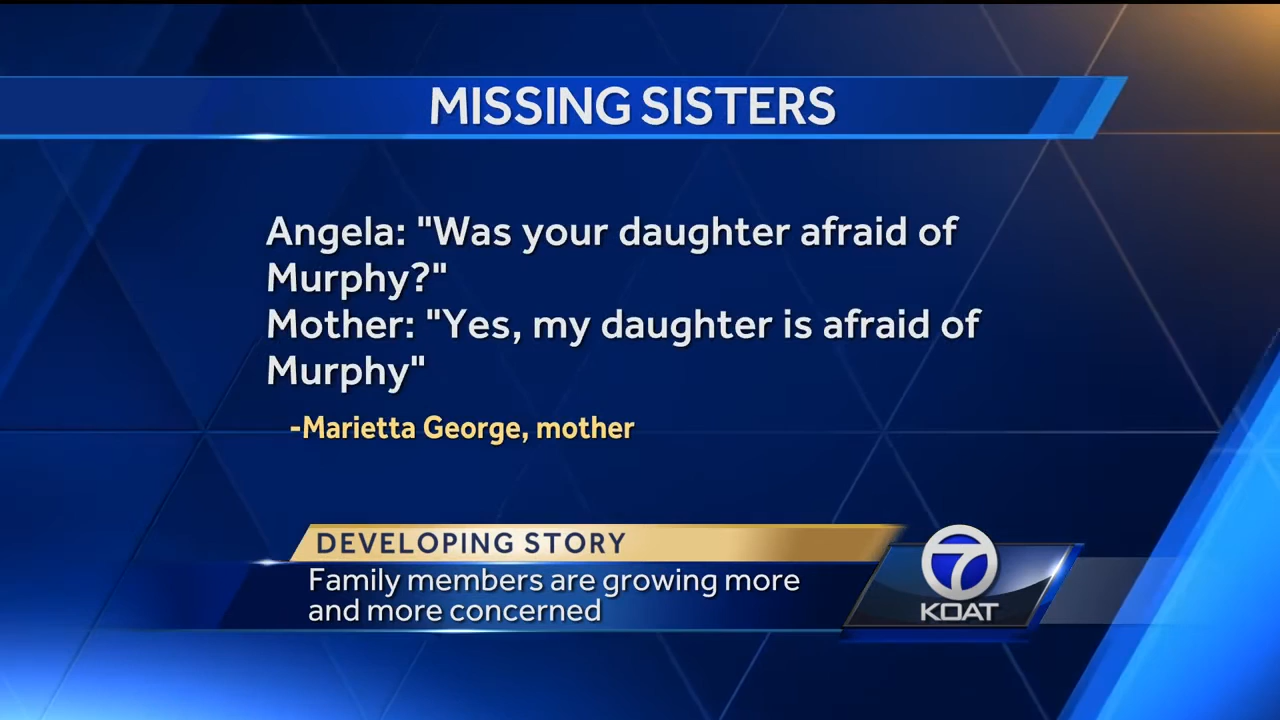 MISSING SISTERS
Angela: "Was your daughter afraid of
Murphy?"
Mother: "Yes, my daughter is afraid of
Murphy"
-Marietta George, mother
DEVELOPING STORY
Family members are growing more
and more concerned
7
KOAT